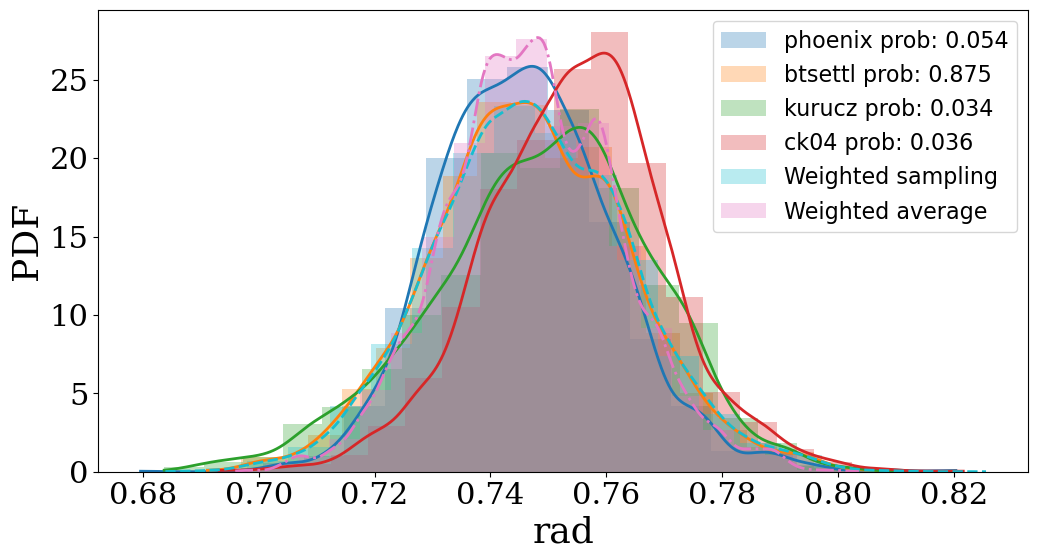 phoenix prob: 0.054
btsettl prob: 0.875
kurucz prob: 0.034
ck04 prob: 0.036
Weighted sampling
Weighted average
PDF
25
20
15
10
5
0
0.68 0.70 0.72 0.74 0.76 0.78 0.80 0.82
rad